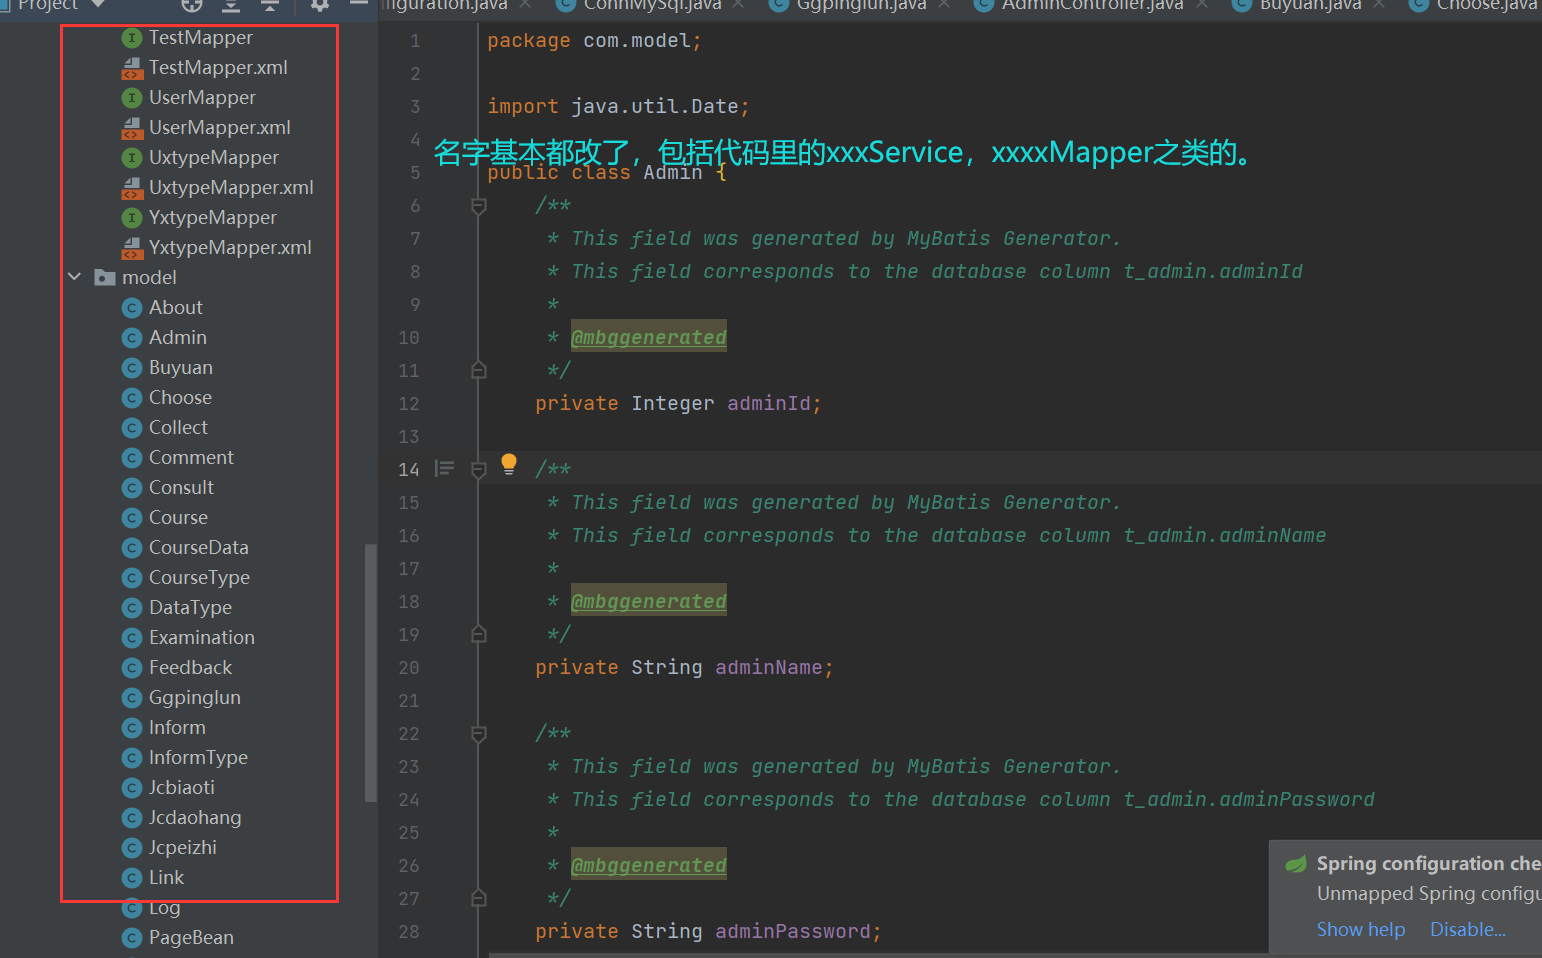 Project
figuration.java
ConnMySql.java
Ggpinglun.java
AdminController.java
Buyuan.java
Choose.java
TestMapper
TestMapper.xml
UserMapper
UserMapper.xml
UxtypeMapper
UxtypeMapper.xml
YxtypeMapper
YxtypeMapper.xml
model
About
Admin
Buyuan
Choose
Collect
Comment
Consult
Course
CourseData
CourseType
DataType
Examination
Feedback
Ggpinglun
Inform
InformType
Jcbiaoti
Jcdaohang
Jcpeizhi
Link
Log
PageBean
1 package com.model;
2
3 import java.util.Date;
4
名字基本都改了，包括代码里的xxxService，xxxxMapper之类的。
5 public class Admin {
6 /**
7 * This field was generated by MyBatis Generator.
8 * This field corresponds to the database column t_admin.adminId
9 *
10 * @mbggenerated
11 */
12 private Integer adminId;
13
14 /**
15 * This field was generated by MyBatis Generator.
16 * This field corresponds to the database column t_admin.adminName
17 *
18 * @mbggenerated
19 */
20 private String adminName;
21
22 /**
23 * This field was generated by MyBatis Generator.
24 * This field corresponds to the database column t_admin.adminPassword
25 *
26 * @mbggenerated
27 */
28 private String adminPassword;
Spring configuration che
Unmapped Spring configu
Show help Disable...